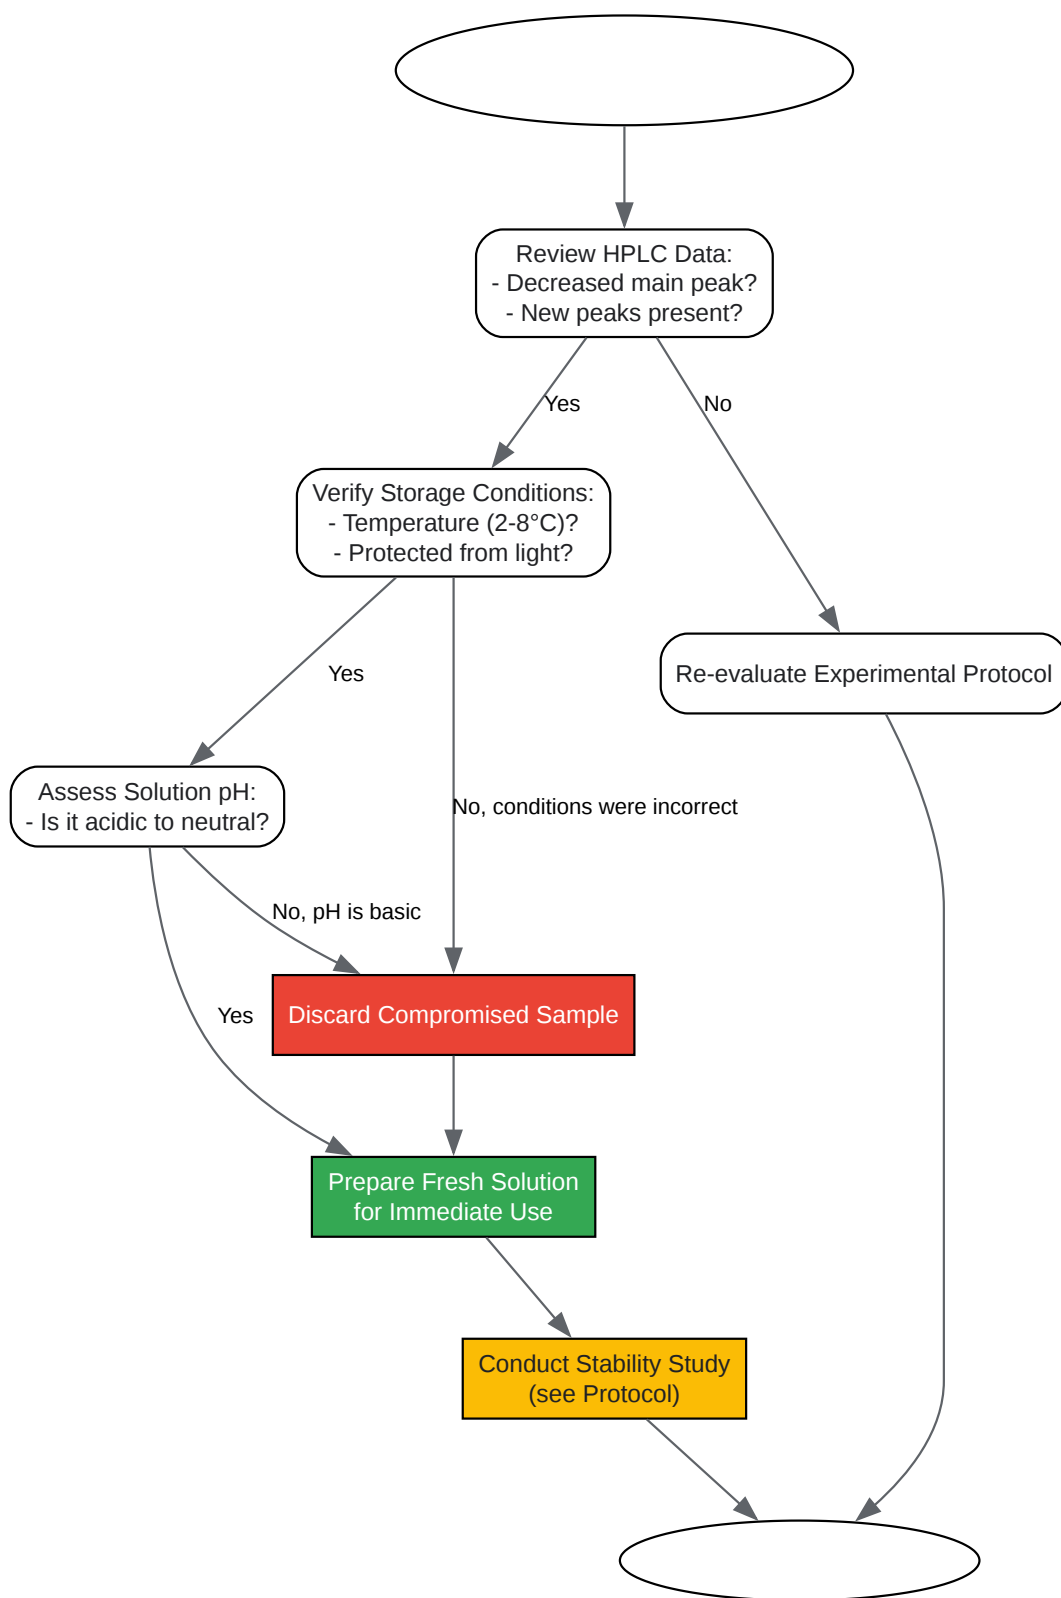 Review HPLC Data:
- Decreased main peak?
- New peaks present?
Yes
No
Verify Storage Conditions:
- Temperature (2-8°C)?
- Protected from light?
Yes
Re-evaluate Experimental Protocol
Assess Solution pH:
- Is it acidic to neutral?
No, conditions were incorrect
No, pH is basic
Yes
Discard Compromised Sample
Prepare Fresh Solution
for Immediate Use
Conduct Stability Study
(see Protocol)